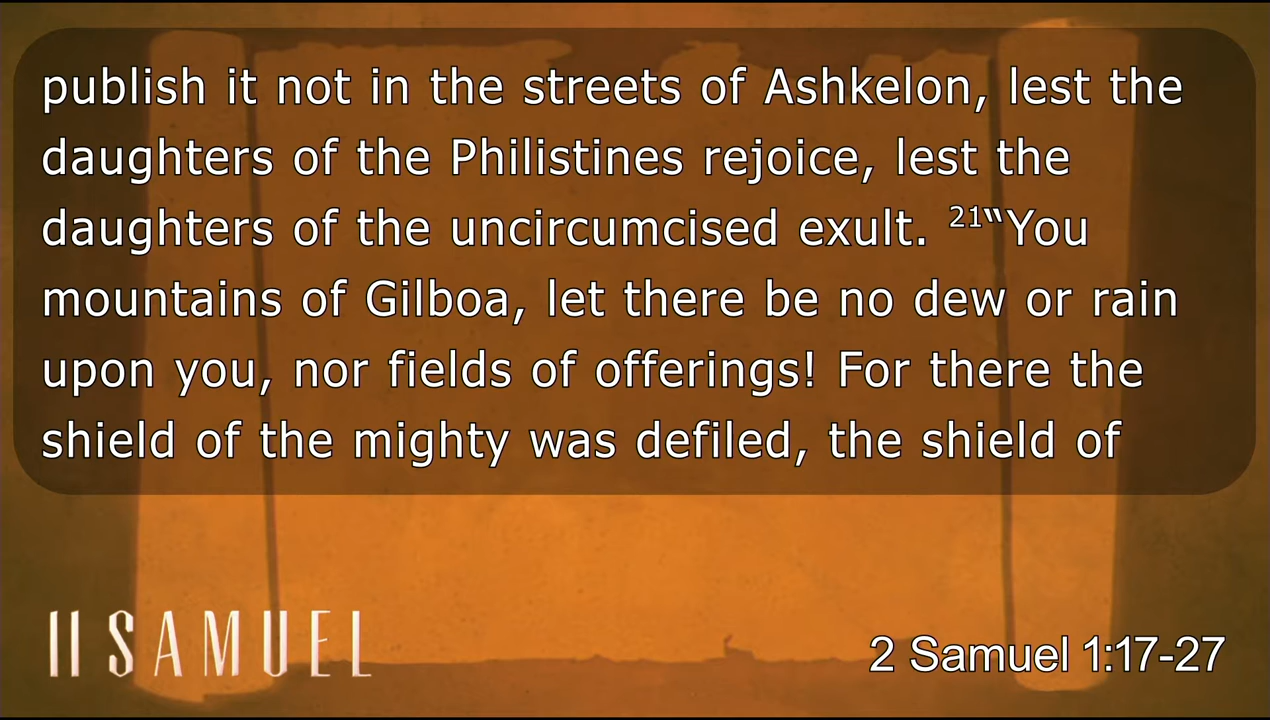 publish it not in the streets of Ashkelon, lest the
daughters of the Philistines rejoice, lest the
daughters of the uncircumcised exult. ²¹“You
mountains of Gilboa, let there be no dew or rain
upon you, nor fields of offerings! For there the
shield of the mighty was defiled, the shield of
II SAMUEL
2 Samuel 1:17-27